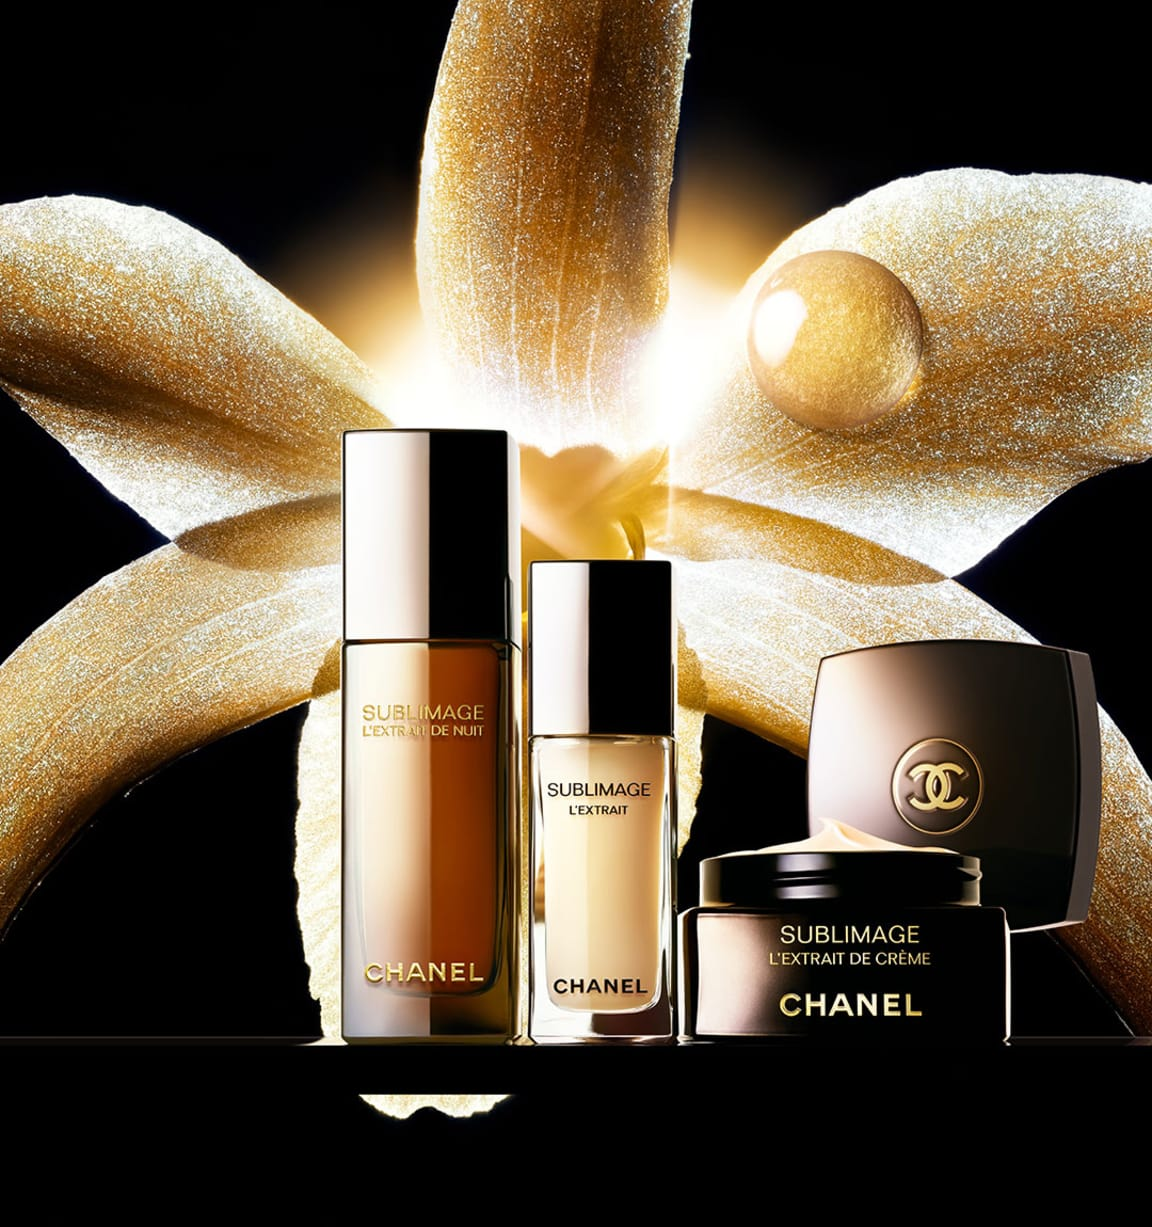 SUBLIMAGE
L'EXTRAIT DE NUIT
CHANEL
SUBLIMAGE
L'EXTRAIT
CHANEL
SUBLIMAGE
L'EXTRAIT DE CRÈME
CHANEL